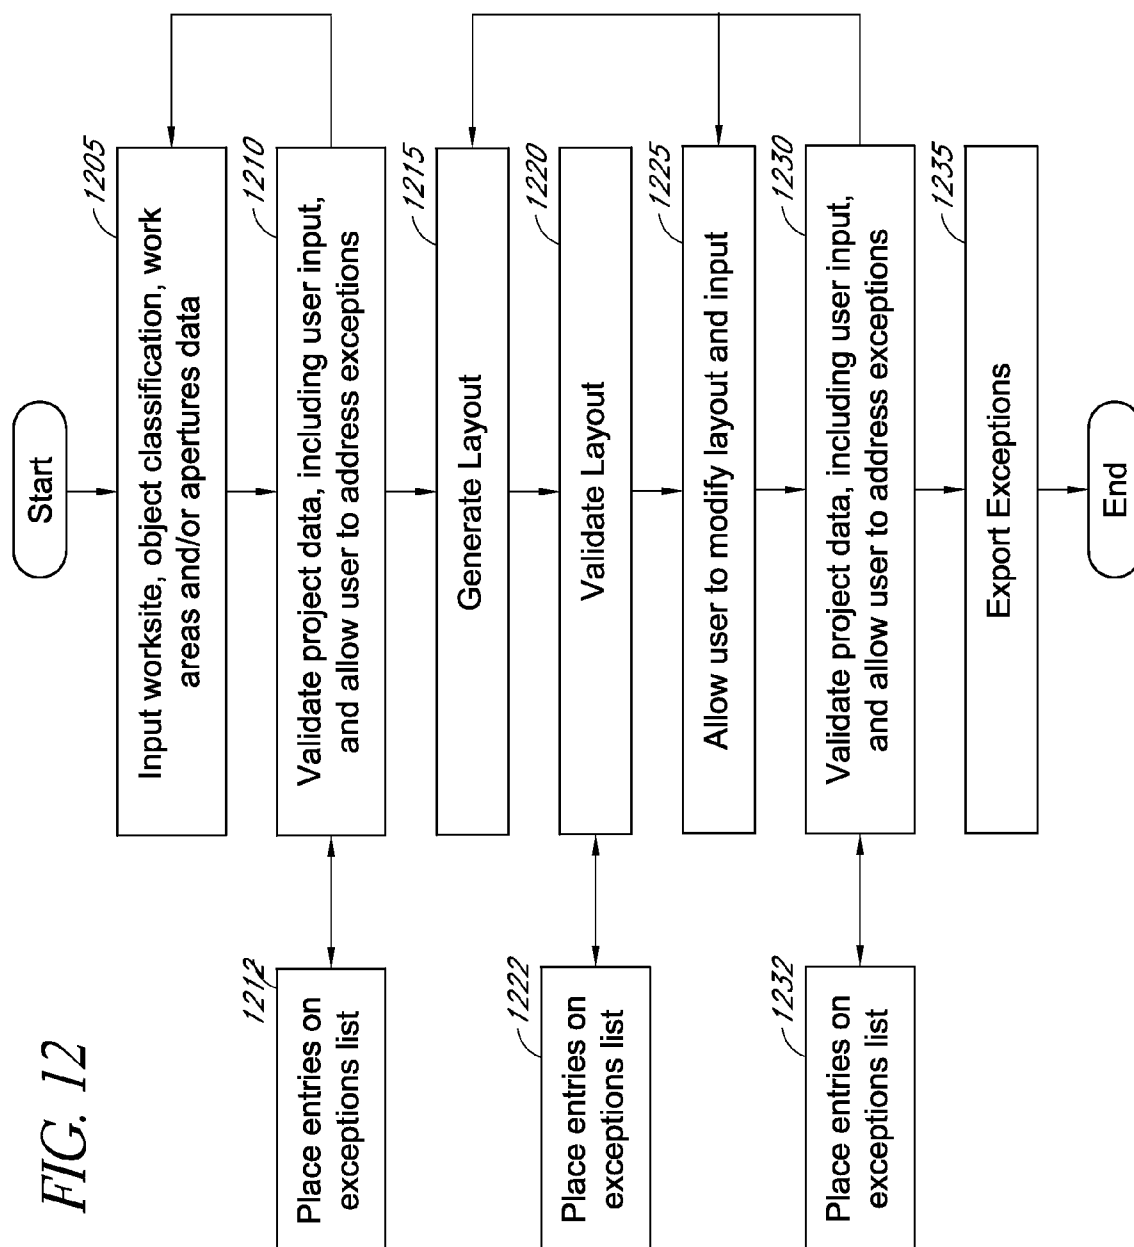 FIG. 12
Start
1205
Input worksite, object classification, work
areas and/or apertures data
1210
Validate project data, including user input,
and allow user to address exceptions
1212
Place entries on
exceptions list
1215
Generate Layout
1220
Validate Layout
1222
Place entries on
exceptions list
1225
Allow user to modify layout and input
1230
Validate project data, including user input,
and allow user to address exceptions
1232
Place entries on
exceptions list
1235
Export Exceptions
End